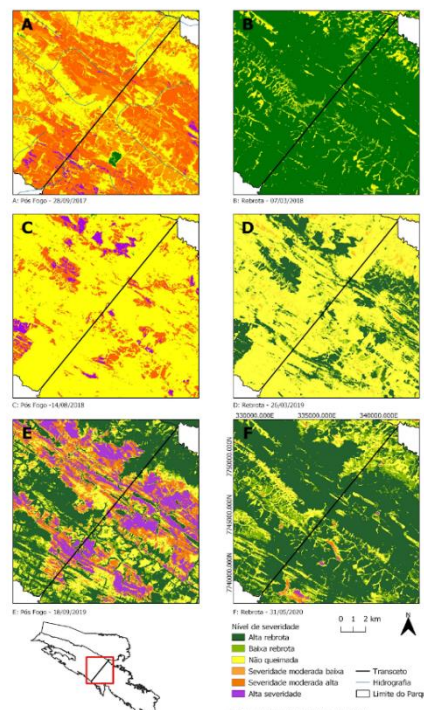 A
B
A: Pós Fogo - 28/09/2017
B: Rebrota - 07/03/2018
C
D
C: Pós Fogo -14/08/2018
D: Rebrota - 26/03/2019
330000.000E 335000.000E 340000.000E
E
F
7750000.000N
7745000.000N
7740000.000N
E: Pós Fogo - 18/09/2019
F: Rebrota - 31/05/2020
Nível de severidade
Alta rebrota
Baixa rebrota
Não queimada
Severidade moderada baixa
Severidade moderada alta
Alta severidade
0 1 2 km
N
Transecto
Hidrografia
Limite do Parq